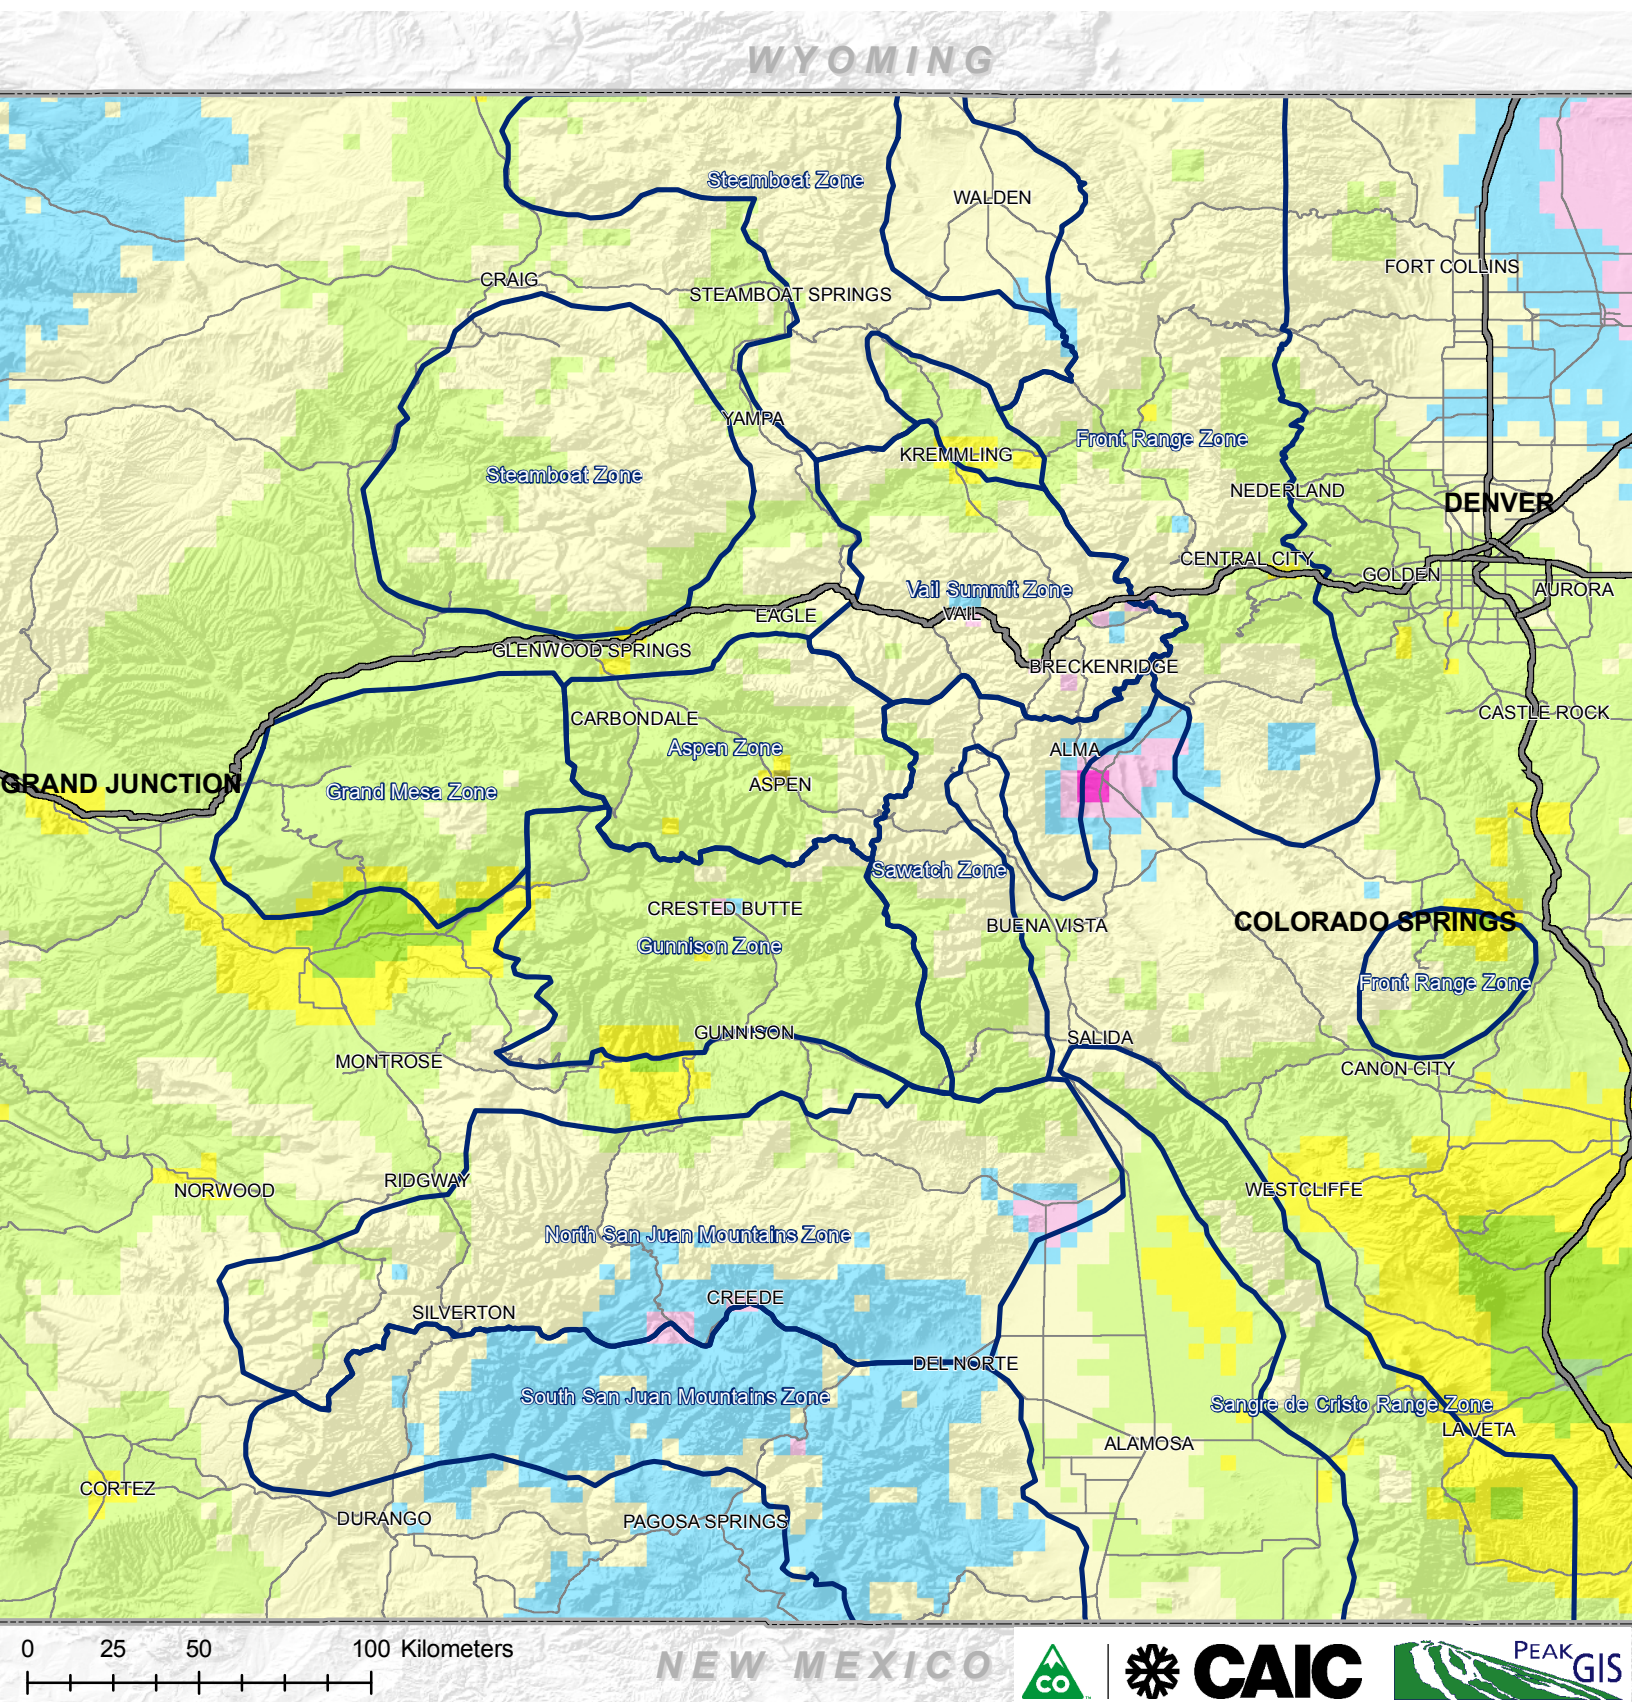 WYOMING
Steamboat Zone
WALDEN
FORT COLLINS
CRAIG
STEAMBOAT SPRINGS
YAMPA
Front Range Zone
KREMMLING
Steamboat Zone
NEDERLAND
DENVER
CENTRAL CITY
GOLDEN
Vail Summit Zone
AURORA
EAGLE
VAIL
GLENWOOD SPRINGS
BRECKENRIDGE
CARBONDALE
CASTLE ROCK
Aspen Zone
ALMA
GRAND JUNCTION
ASPEN
Grand Mesa Zone
Sawatch Zone
CRESTED BUTTE
BUENA VISTA
COLORADO SPRINGS
Gunnison Zone
Front Range Zone
GUNNISON
SALIDA
MONTROSE
CANON CITY
RIDGWAY
NORWOOD
WESTCLIFFE
North San Juan Mountains Zone
CREEDE
SILVERTON
DEL NORTE
South San Juan Mountains Zone
Sangre de Cristo Range Zone
LA VETA
ALAMOSA
CORTEZ
DURANGO
PAGOSA SPRINGS
0 25 50 100 Kilometers
NEW MEXICO
CO
CAIC
PEAK GIS